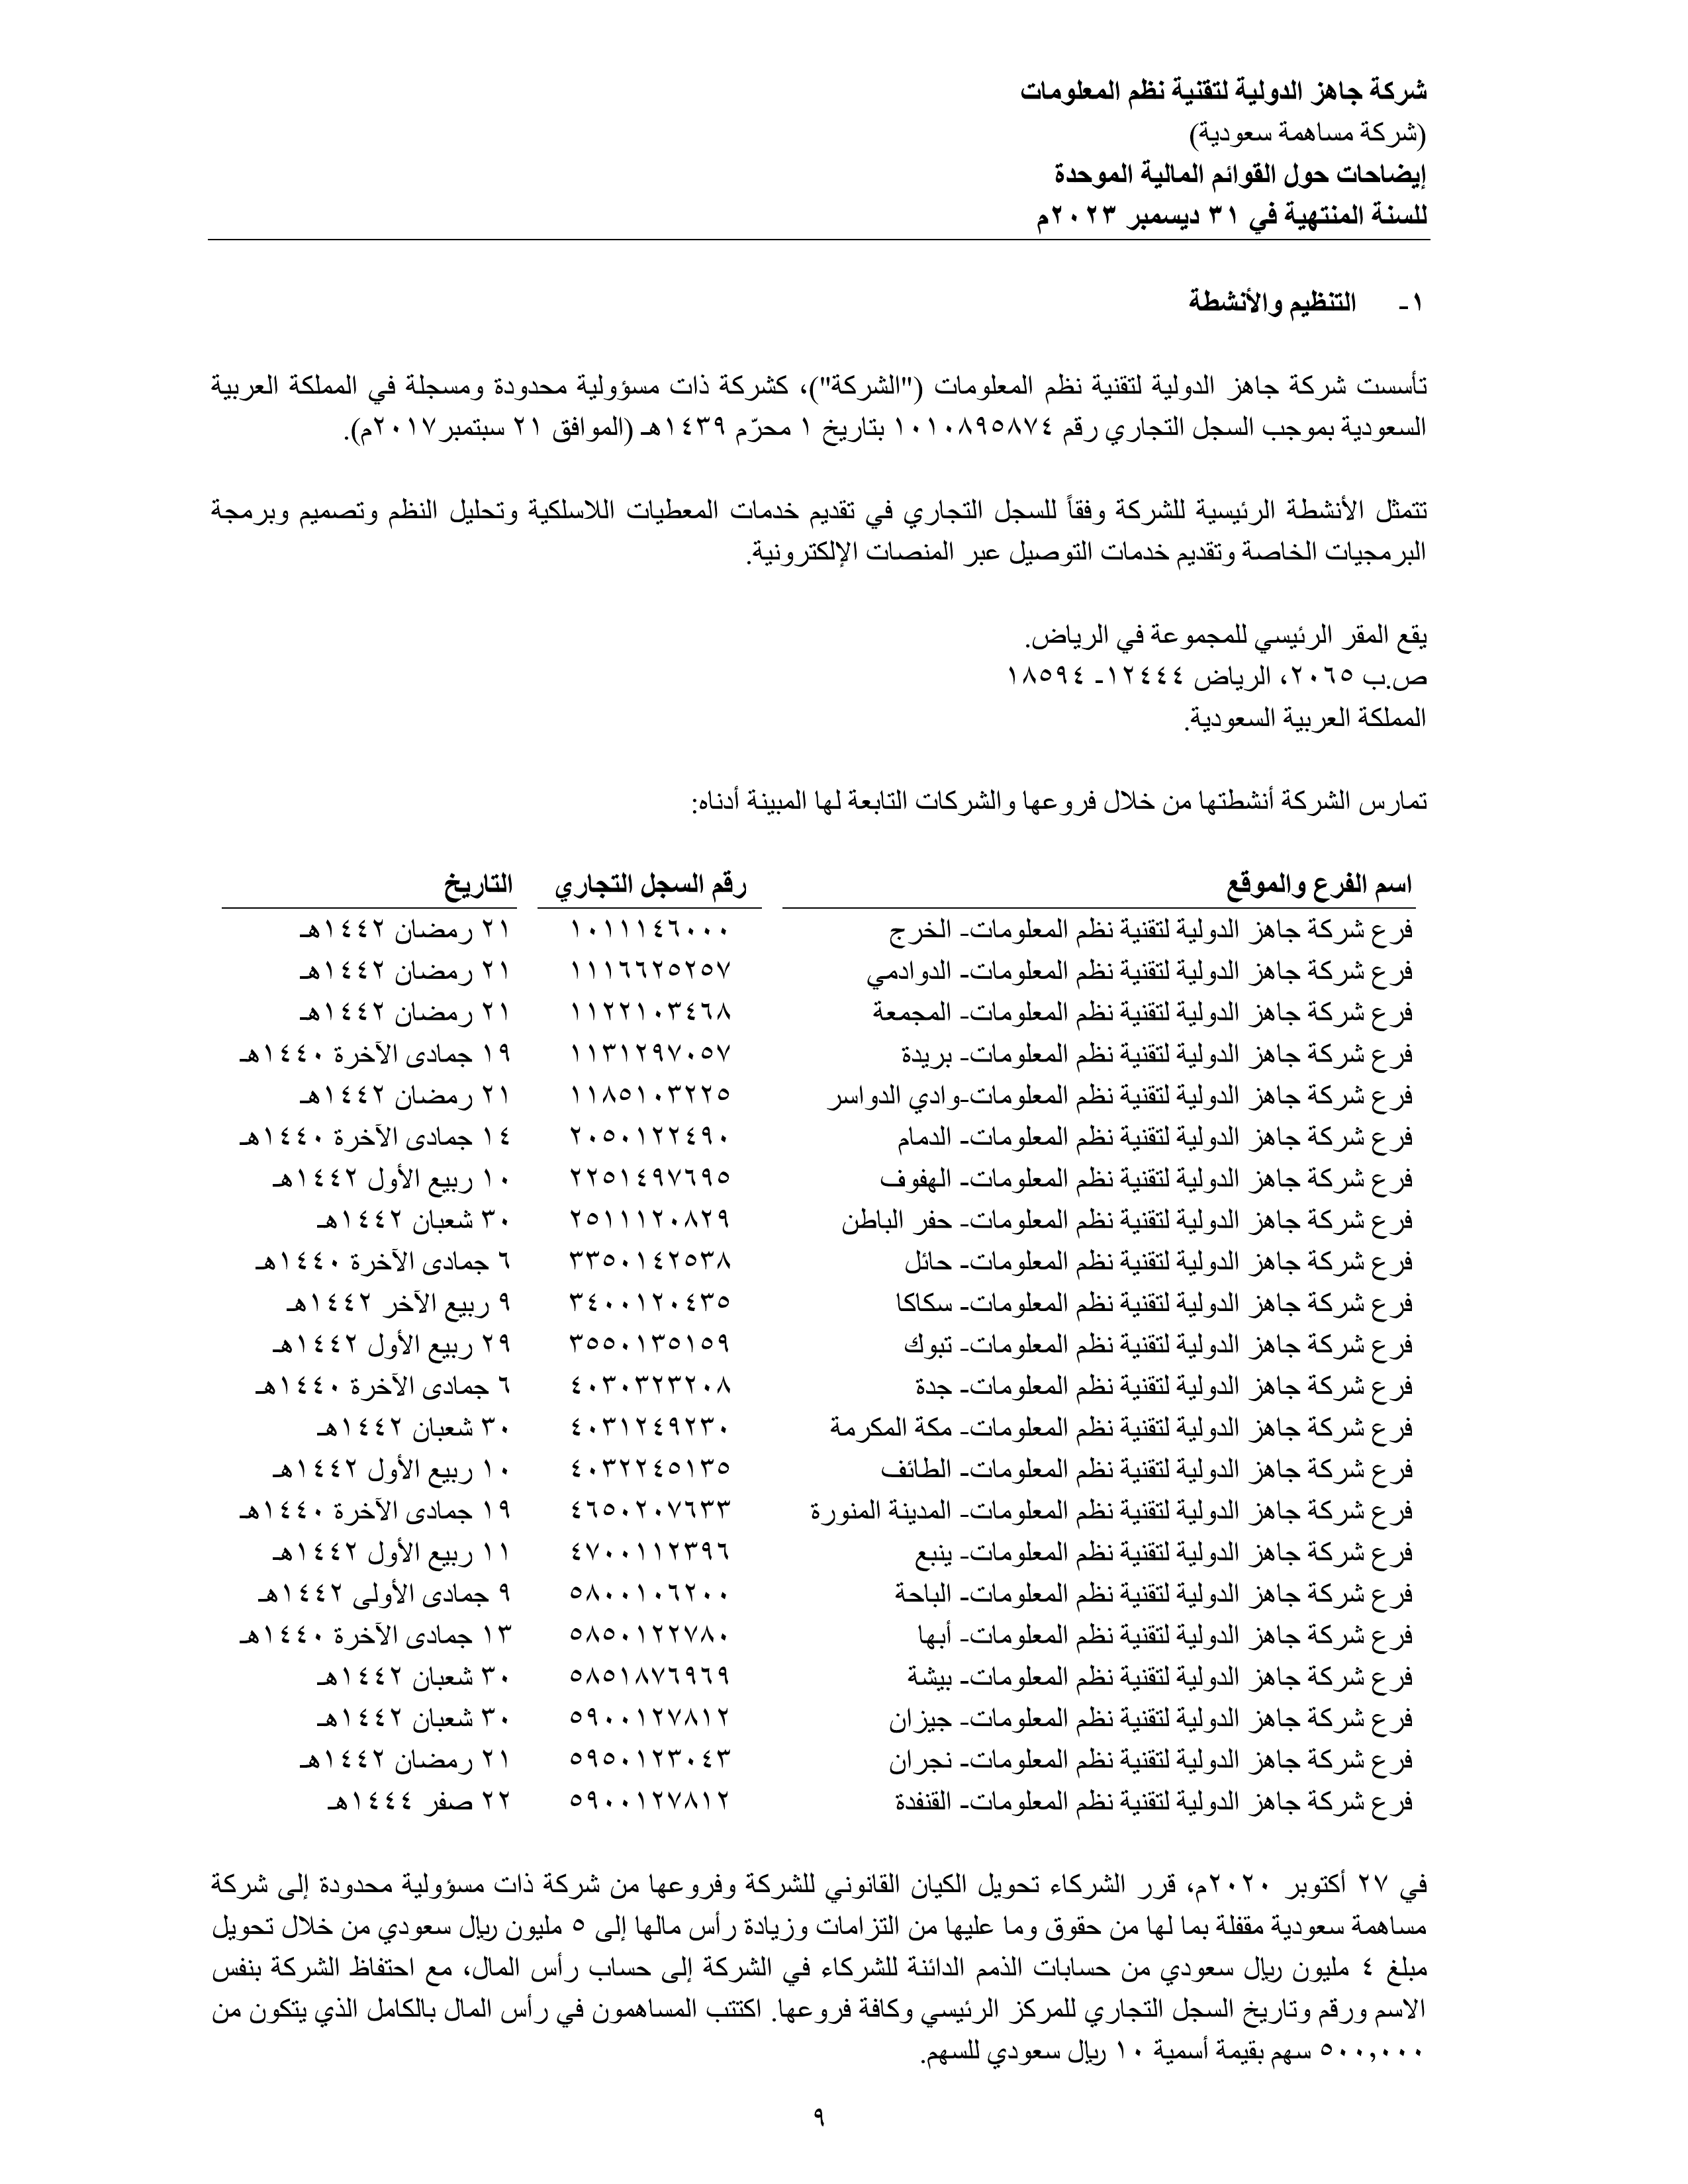 شركة جاهز الدولية لتقنية نظم المعلومات
(شركة مساهمة سعودية)
إيضاحات حول القوائم المالية الموحدة
للسنة المنتهية في ٣١ ديسمبر ٢٠٢٣م
١- التنظيم والأنشطة
تأسست شركة جاهز الدولية لتقنية نظم المعلومات ("الشركة")، كشركة ذات مسؤولية محدودة ومسجلة في المملكة العربية
السعودية بموجب السجل التجاري رقم ١٠١٠٨٩٥٨٧٤ بتاريخ ١ محرّم ١٤٣٩هـ (الموافق ٢١ سبتمبر٢٠١٧م).
تتمثل الأنشطة الرئيسية للشركة وفقاً للسجل التجاري في تقديم خدمات المعطيات اللاسلكية وتحليل النظم وتصميم وبرمجة
البرمجيات الخاصة وتقديم خدمات التوصيل عبر المنصات الإلكترونية.
يقع المقر الرئيسي للمجموعة في الرياض.
ص.ب ٢٠٦٥، الرياض ١٢٤٤٤- ١٨٥٩٤
المملكة العربية السعودية.
تمارس الشركة أنشطتها من خلال فروعها والشركات التابعة لها المبينة أدناه:
اسم الفرع والموقع رقم السجل التجاري التاريخ
فرع شركة جاهز الدولية لتقنية نظم المعلومات- الخرج ١٠١١١٤٦٠٠٠ ٢١ رمضان ١٤٤٢هـ
فرع شركة جاهز الدولية لتقنية نظم المعلومات- الدوادمي ١١١٦٦٢٥٢٥٧ ٢١ رمضان ١٤٤٢هـ
فرع شركة جاهز الدولية لتقنية نظم المعلومات- المجمعة ١١٢٢١٠٣٤٦٨ ٢١ رمضان ١٤٤٢هـ
فرع شركة جاهز الدولية لتقنية نظم المعلومات- بريدة ١١٣١٢٩٧٠٥٧ ١٩ جمادى الآخرة ١٤٤٠هـ
فرع شركة جاهز الدولية لتقنية نظم المعلومات-وادي الدواسر ١١٨٥١٠٣٢٢٥ ٢١ رمضان ١٤٤٢هـ
فرع شركة جاهز الدولية لتقنية نظم المعلومات- الدمام ٢٠٥٠١٢٢٤٩٠ ١٤ جمادى الآخرة ١٤٤٠هـ
فرع شركة جاهز الدولية لتقنية نظم المعلومات- الهفوف ٢٢٥١٤٩٧٦٩٥ ١٠ ربيع الأول ١٤٤٢هـ
فرع شركة جاهز الدولية لتقنية نظم المعلومات- حفر الباطن ٢٥١١١٢٠٨٢٩ ٣٠ شعبان ١٤٤٢هـ
فرع شركة جاهز الدولية لتقنية نظم المعلومات- حائل ٣٣٥٠١٤٢٥٣٨ ٦ جمادى الآخرة ١٤٤٠هـ
فرع شركة جاهز الدولية لتقنية نظم المعلومات- سكاكا ٣٤٠٠١٢٠٤٣٥ ٩ ربيع الآخر ١٤٤٢هـ
فرع شركة جاهز الدولية لتقنية نظم المعلومات- تبوك ٣٥٥٠١٣٥١٥٩ ٢٩ ربيع الأول ١٤٤٢هـ
فرع شركة جاهز الدولية لتقنية نظم المعلومات- جدة ٤٠٣٠٣٢٣٢٠٨ ٦ جمادى الآخرة ١٤٤٠هـ
فرع شركة جاهز الدولية لتقنية نظم المعلومات- مكة المكرمة ٤٠٣١٢٤٩٢٣٠ ٣٠ شعبان ١٤٤٢هـ
فرع شركة جاهز الدولية لتقنية نظم المعلومات- الطائف ٤٠٣٢٢٤٥١٣٥ ١٠ ربيع الأول ١٤٤٢هـ
فرع شركة جاهز الدولية لتقنية نظم المعلومات- المدينة المنورة ٤٦٥٠٢٠٧٦٣٣ ١٩ جمادى الآخرة ١٤٤٠هـ
فرع شركة جاهز الدولية لتقنية نظم المعلومات- ينبع ٤٧٠٠١١٢٣٩٦ ١١ ربيع الأول ١٤٤٢هـ
فرع شركة جاهز الدولية لتقنية نظم المعلومات- الباحة ٥٨٠٠١٠٦٢٠٠ ٩ جمادى الأولى ١٤٤٢هـ
فرع شركة جاهز الدولية لتقنية نظم المعلومات- أبها ٥٨٥٠١٢٢٧٨٠ ١٣ جمادى الآخرة ١٤٤٠هـ
فرع شركة جاهز الدولية لتقنية نظم المعلومات- بيشة ٥٨٥١٨٧٦٩٦٩ ٣٠ شعبان ١٤٤٢هـ
فرع شركة جاهز الدولية لتقنية نظم المعلومات- جيزان ٥٩٠٠١٢٧٨١٢ ٣٠ شعبان ١٤٤٢هـ
فرع شركة جاهز الدولية لتقنية نظم المعلومات- نجران ٥٩٥٠١٢٣٠٤٣ ٢١ رمضان ١٤٤٢هـ
فرع شركة جاهز الدولية لتقنية نظم المعلومات- القنفدة ٥٩٠٠١٢٧٨١٢ ٢٢ صفر ١٤٤٤هـ
في ٢٧ أكتوبر ٢٠٢٠م، قرر الشركاء تحويل الكيان القانوني للشركة وفروعها من شركة ذات مسؤولية محدودة إلى شركة
مساهمة سعودية مقفلة بما لها من حقوق وما عليها من التزامات وزيادة رأس مالها إلى ٥ مليون ريال سعودي من خلال تحويل
مبلغ ٤ مليون ريال سعودي من حسابات الذمم الدائنة للشركاء في الشركة إلى حساب رأس المال، مع احتفاظ الشركة بنفس
الاسم ورقم وتاريخ السجل التجاري للمركز الرئيسي وكافة فروعها. اكتتب المساهمون في رأس المال بالكامل الذي يتكون من
٥٠٠,٠٠٠ سهم بقيمة أسمية ١٠ ريال سعودي للسهم.
٩